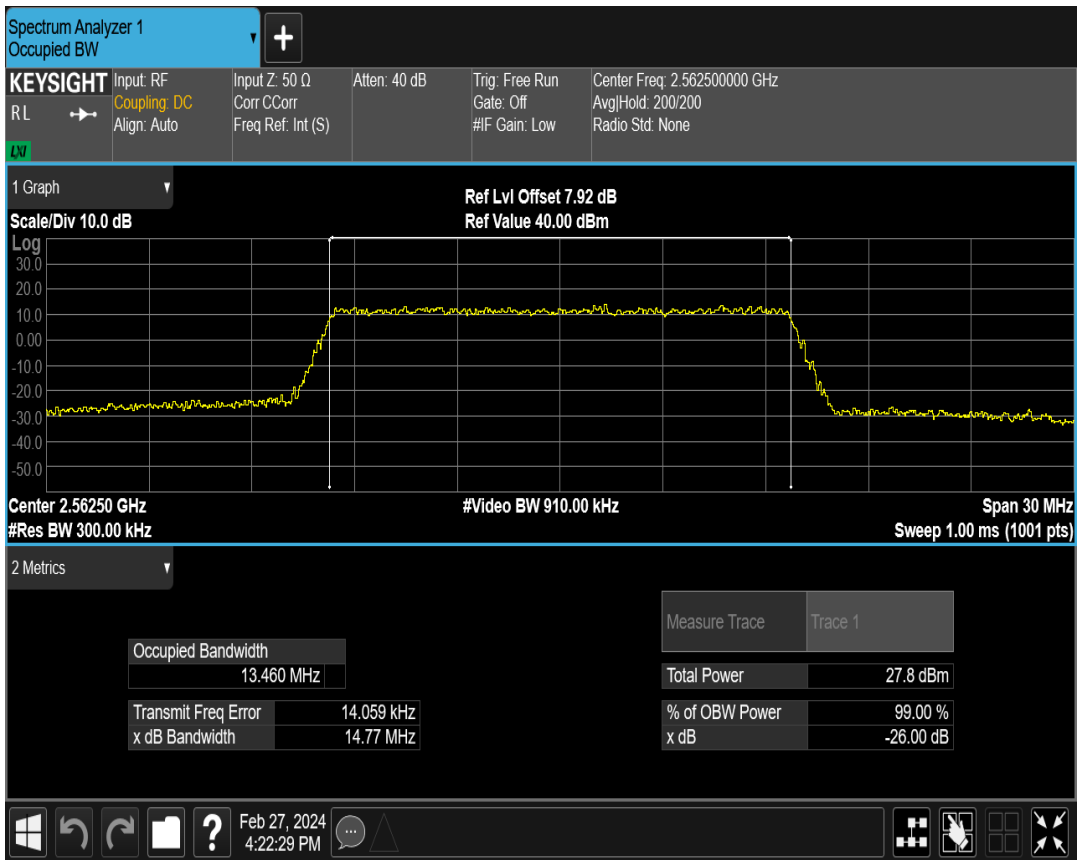 Spectrum Analyzer 1
Occupied BW
KEYSIGHT
RL
LXI
Input: RF
Coupling: DC
Align: Auto
Input Z: 50 Ω
Corr CCorr
Freq Ref: Int (S)
Atten: 40 dB
Trig: Free Run
Gate: Off
#IF Gain: Low
Center Freq: 2.562500000 GHz
Avg|Hold: 200/200
Radio Std: None
1 Graph
Ref Lvl Offset 7.92 dB
Scale/Div 10.0 dB
Ref Value 40.00 dBm
Log
30.0
20.0
10.0
0.00
-10.0
-20.0
-30.0
-40.0
-50.0
Center 2.56250 GHz
#Video BW 910.00 kHz
Span 30 MHz
#Res BW 300.00 kHz
Sweep 1.00 ms (1001 pts)
2 Metrics
Measure Trace Trace 1
Occupied Bandwidth
13.460 MHz
Total Power 27.8 dBm
Transmit Freq Error 14.059 kHz
% of OBW Power 99.00 %
x dB Bandwidth 14.77 MHz
x dB -26.00 dB
?
Feb 27, 2024
4:22:29 PM